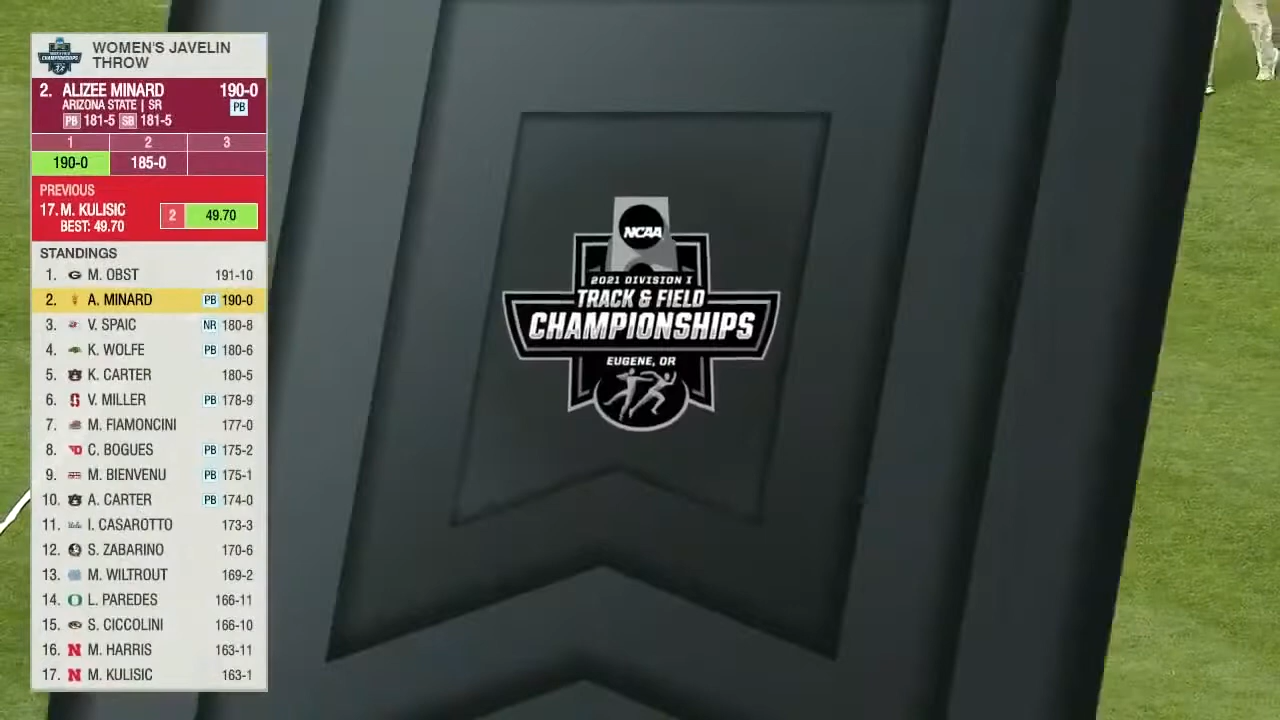 WOMEN'S JAVELIN
THROW
2. ALIZEE MINARD 190-0
ARIZONA STATE | SR PB
PB 181-5 SB 181-5
1 2 3
190-0 185-0
PREVIOUS
17. M. KULISIC 2 49.70
BEST: 49.70
STANDINGS
1. G M. OBST 191-10
2. A. MINARD PB 190-0
3. V. SPAIC NR 180-8
4. K. WOLFE PB 180-6
5. K. CARTER 180-5
6. S V. MILLER PB 178-9
7. M. FIAMONCINI 177-0
8. C. BOGUES PB 175-2
9. M. BIENVENU PB 175-1
10. A. CARTER PB 174-0
11. I. CASAROTTO 173-3
12. S. ZABARINO 170-6
13. M. WILTROUT 169-2
14. O L. PAREDES 166-11
15. S. CICCOLINI 166-10
16. N M. HARRIS 163-11
17. N M. KULISIC 163-1
NCAA
2021 DIVISION I
TRACK & FIELD
CHAMPIONSHIPS
EUGENE, OR